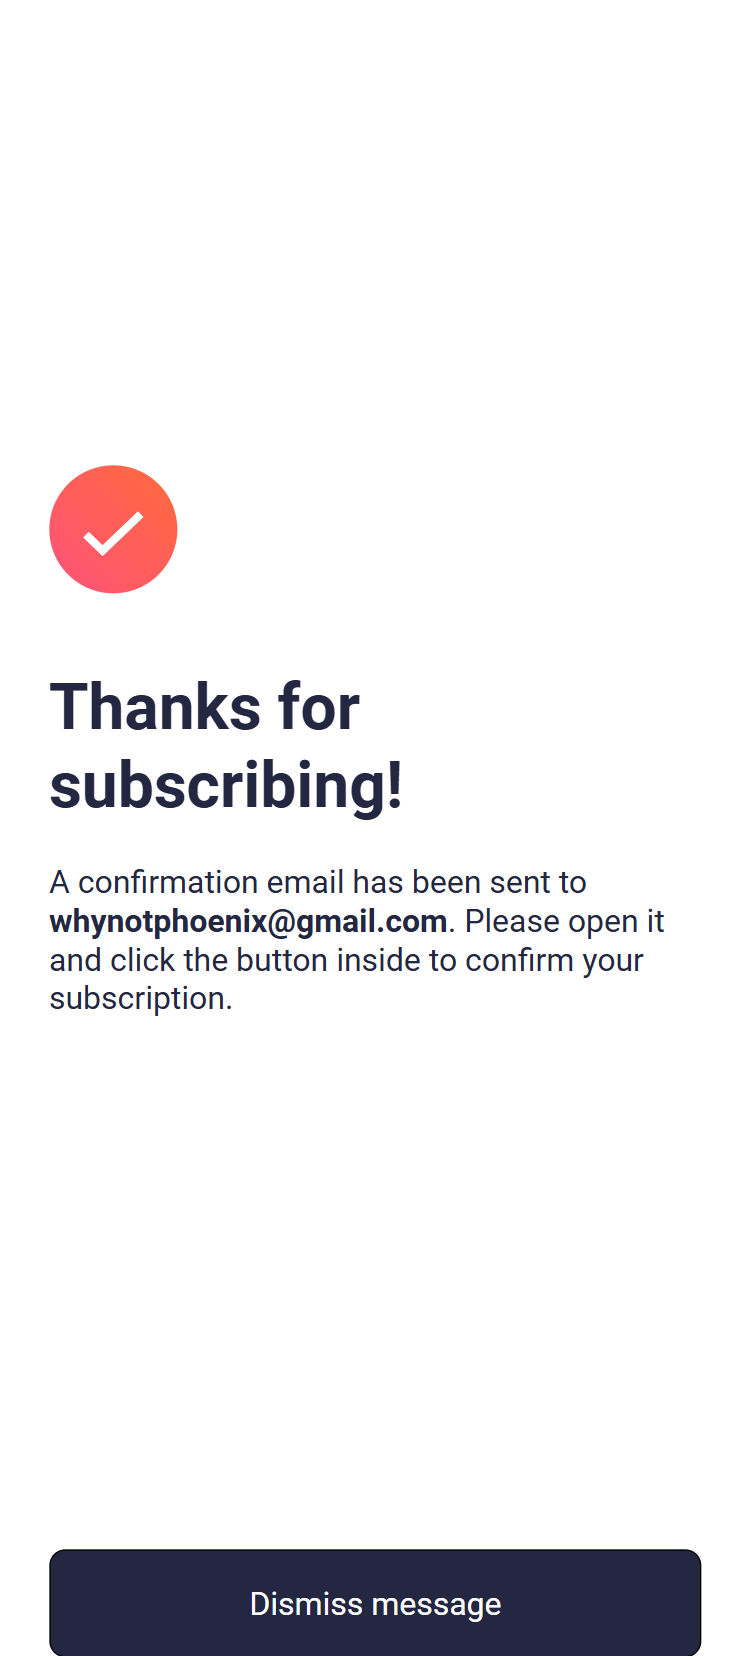 Thanks for
subscribing!
A confirmation email has been sent to
whynotphoenix@gmail.com. Please open it
and click the button inside to confirm your
subscription.
Dismiss message